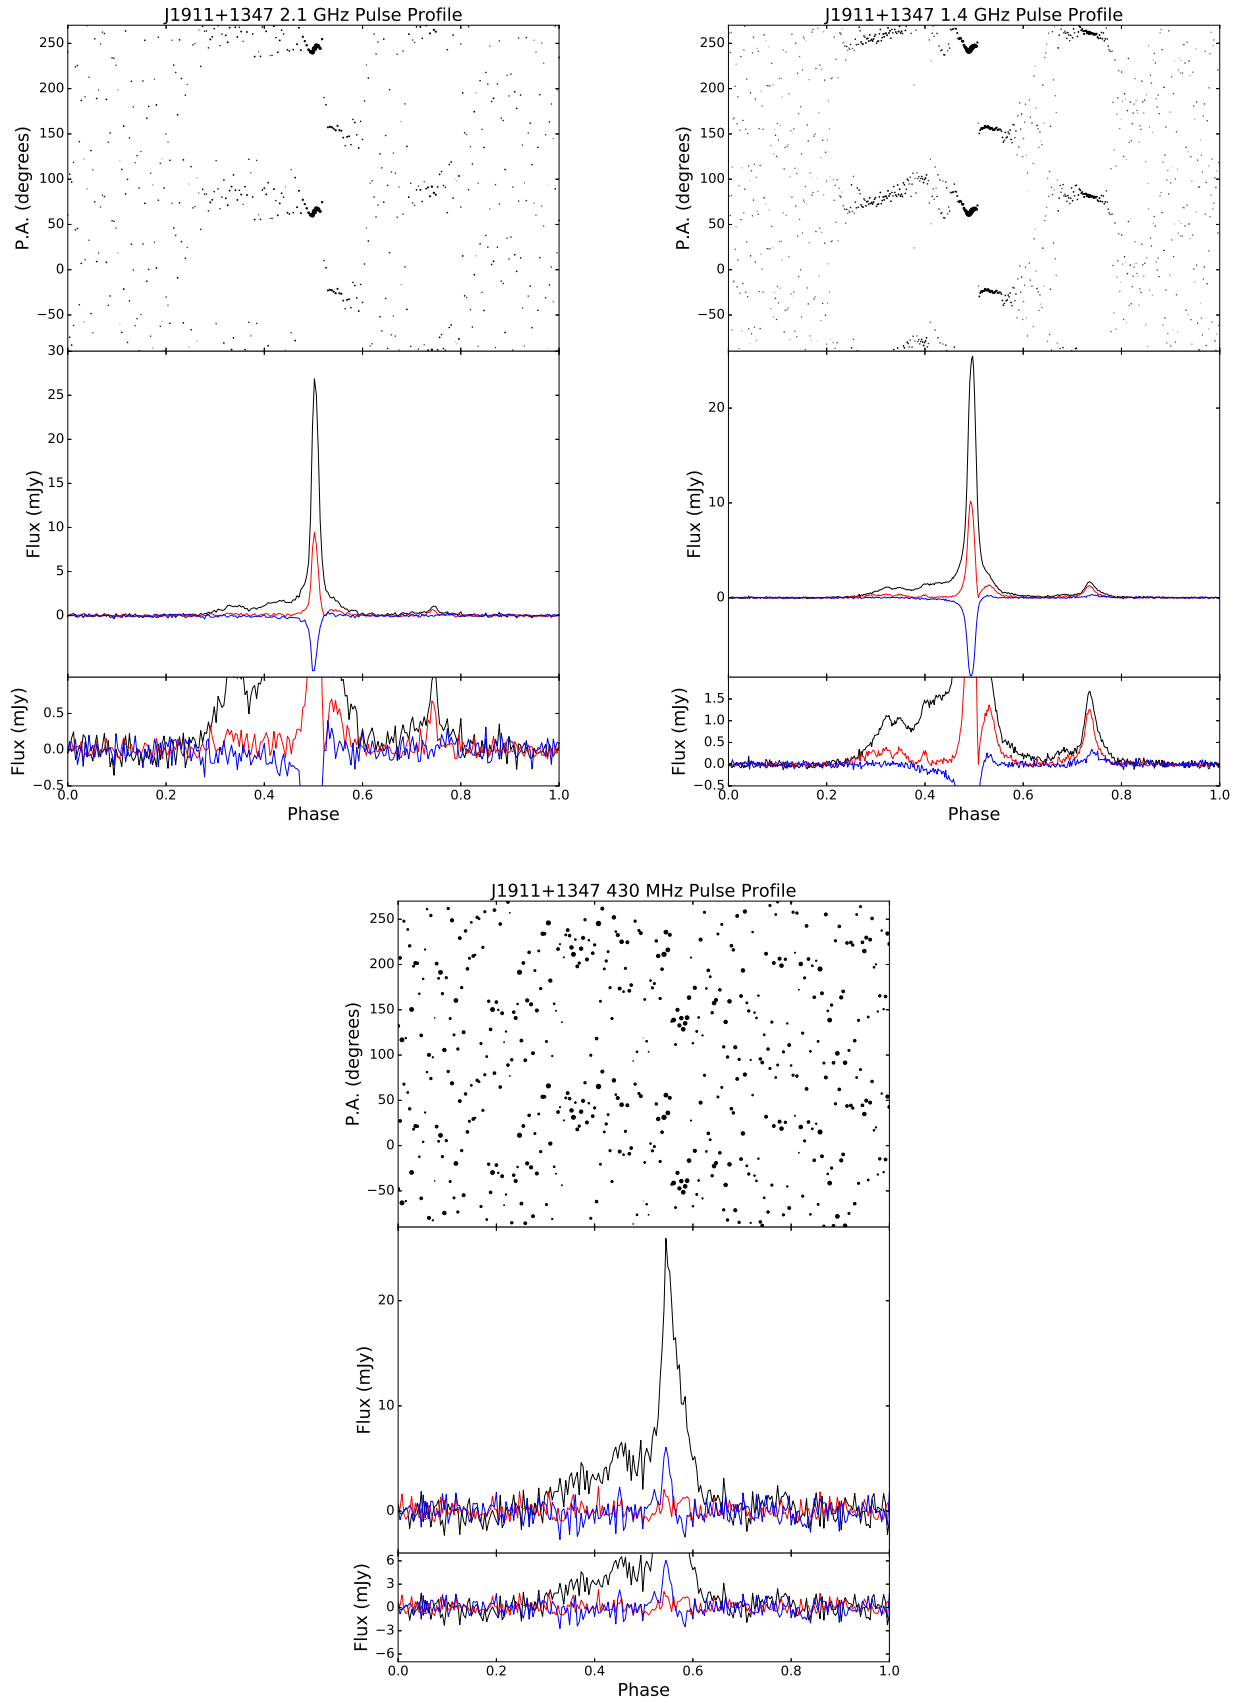 J1911+1347 2.1 GHz Pulse Profile
250
200
150
100
50
0
−50
P.A. (degrees)
30
25
20
15
10
5
0
Flux (mJy)
0.5
0.0
−0.5
Flux (mJy)
0.0 0.2 0.4 0.6 0.8 1.0
Phase
J1911+1347 1.4 GHz Pulse Profile
250
200
150
100
50
0
−50
P.A. (degrees)
20
10
0
Flux (mJy)
1.5
1.0
0.5
0.0
−0.5
Flux (mJy)
0.0 0.2 0.4 0.6 0.8 1.0
Phase
J1911+1347 430 MHz Pulse Profile
250
200
150
100
50
0
−50
P.A. (degrees)
20
10
0
Flux (mJy)
6
3
0
−3
−6
Flux (mJy)
0.0 0.2 0.4 0.6 0.8 1.0
Phase